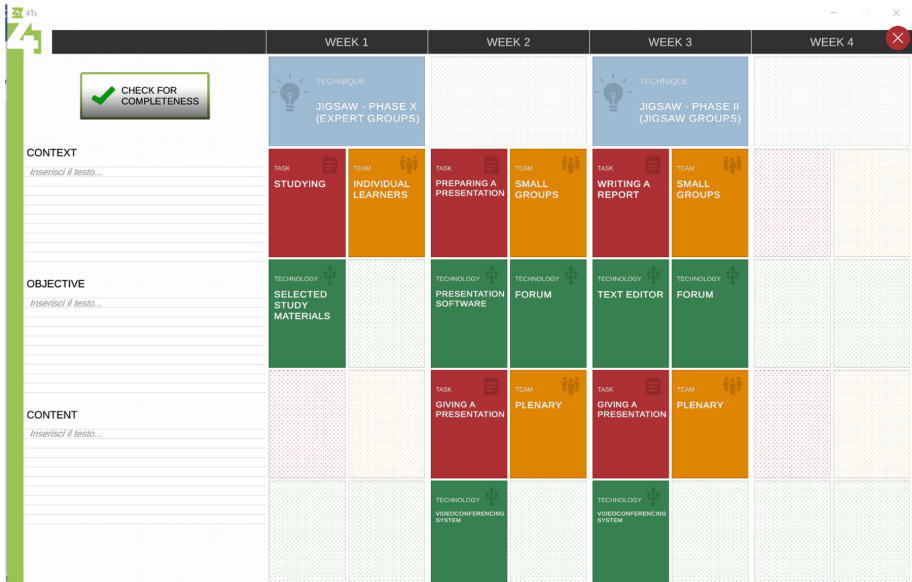 4Ts
WEEK 1
WEEK 2
WEEK 3
WEEK 4
CHECK FOR
COMPLETENESS
CONTEXT
Inserisci il testo...
OBJECTIVE
Inserisci il testo...
CONTENT
Inserisci il testo...
TECHNIQUE
JIGSAW - PHASE X
(EXPERT GROUPS)
TECHNIQUE
JIGSAW - PHASE II
(JIGSAW GROUPS)
TASK
STUDYING
TEAM
INDIVIDUAL
LEARNERS
TASK
PREPARING A
PRESENTATION
TEAM
SMALL
GROUPS
TASK
WRITING A
REPORT
TEAM
SMALL
GROUPS
TECHNOLOGY
SELECTED
STUDY
MATERIALS
TECHNOLOGY
PRESENTATION
SOFTWARE
TECHNOLOGY
FORUM
TECHNOLOGY
TEXT EDITOR
TECHNOLOGY
FORUM
TASK
GIVING A
PRESENTATION
TEAM
PLENARY
TASK
GIVING A
PRESENTATION
TEAM
PLENARY
TECHNOLOGY
VIDEOCONFERENCING
SYSTEM
TECHNOLOGY
VIDEOCONFERENCING
SYSTEM